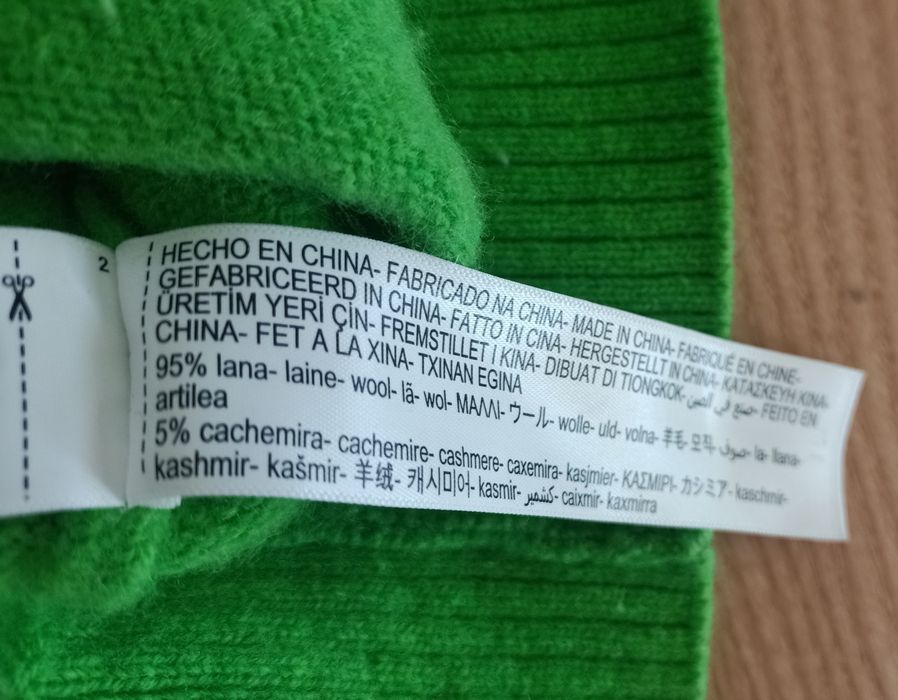 2
HECHO EN CHINA- FABRICADO NA CHINA- MADE IN CHINA- FABRIQUÉ EN CHINE-
GEFABRICEERD IN CHINA- FATTO IN CINA- HERGESTELLT IN CHINA- ΚΑΤΑΣΚΕΥΗ ΚΙΝΑ-
ÜRETİM YERİ ÇİN- FREMSTILLET I KINA- DIBUAT DI TIONGKOK- صنع في الصين- FEITO EN
CHINA- FET A LA XINA- TXINAN EGINA
95% lana- laine- wool- lã- wol- ΜΑΛΛΙ- ウール- wolle- uld- volna- 羊毛- 모직- صوف- la- llana-
artilea
5% cachemira- cachemire- cashmere- caxemira- kasjmier- ΚΑΣΜΙΡΙ- カシミア- kaschmir-
kashmir- kašmir- 羊绒- 캐시미어- kasmir- كشمير- caixmir- kaxmirra